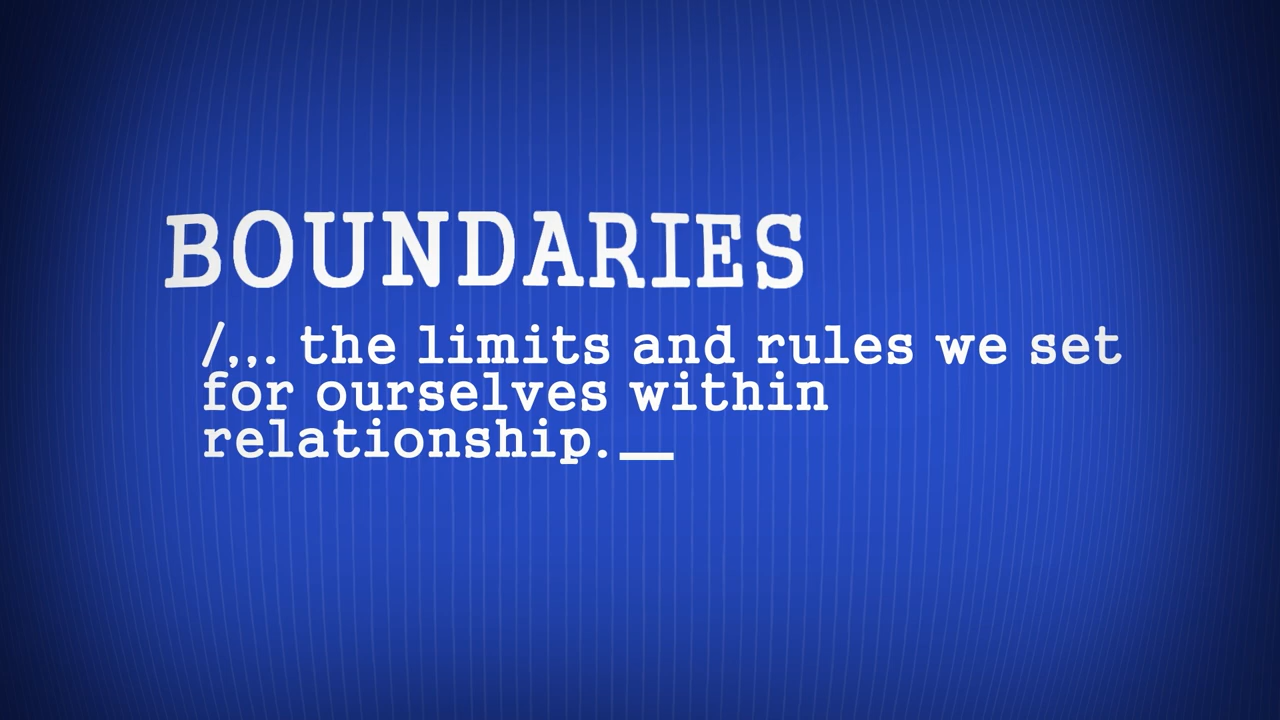 BOUNDARIES
/,,. the limits and rules we set
for ourselves within
relationship.